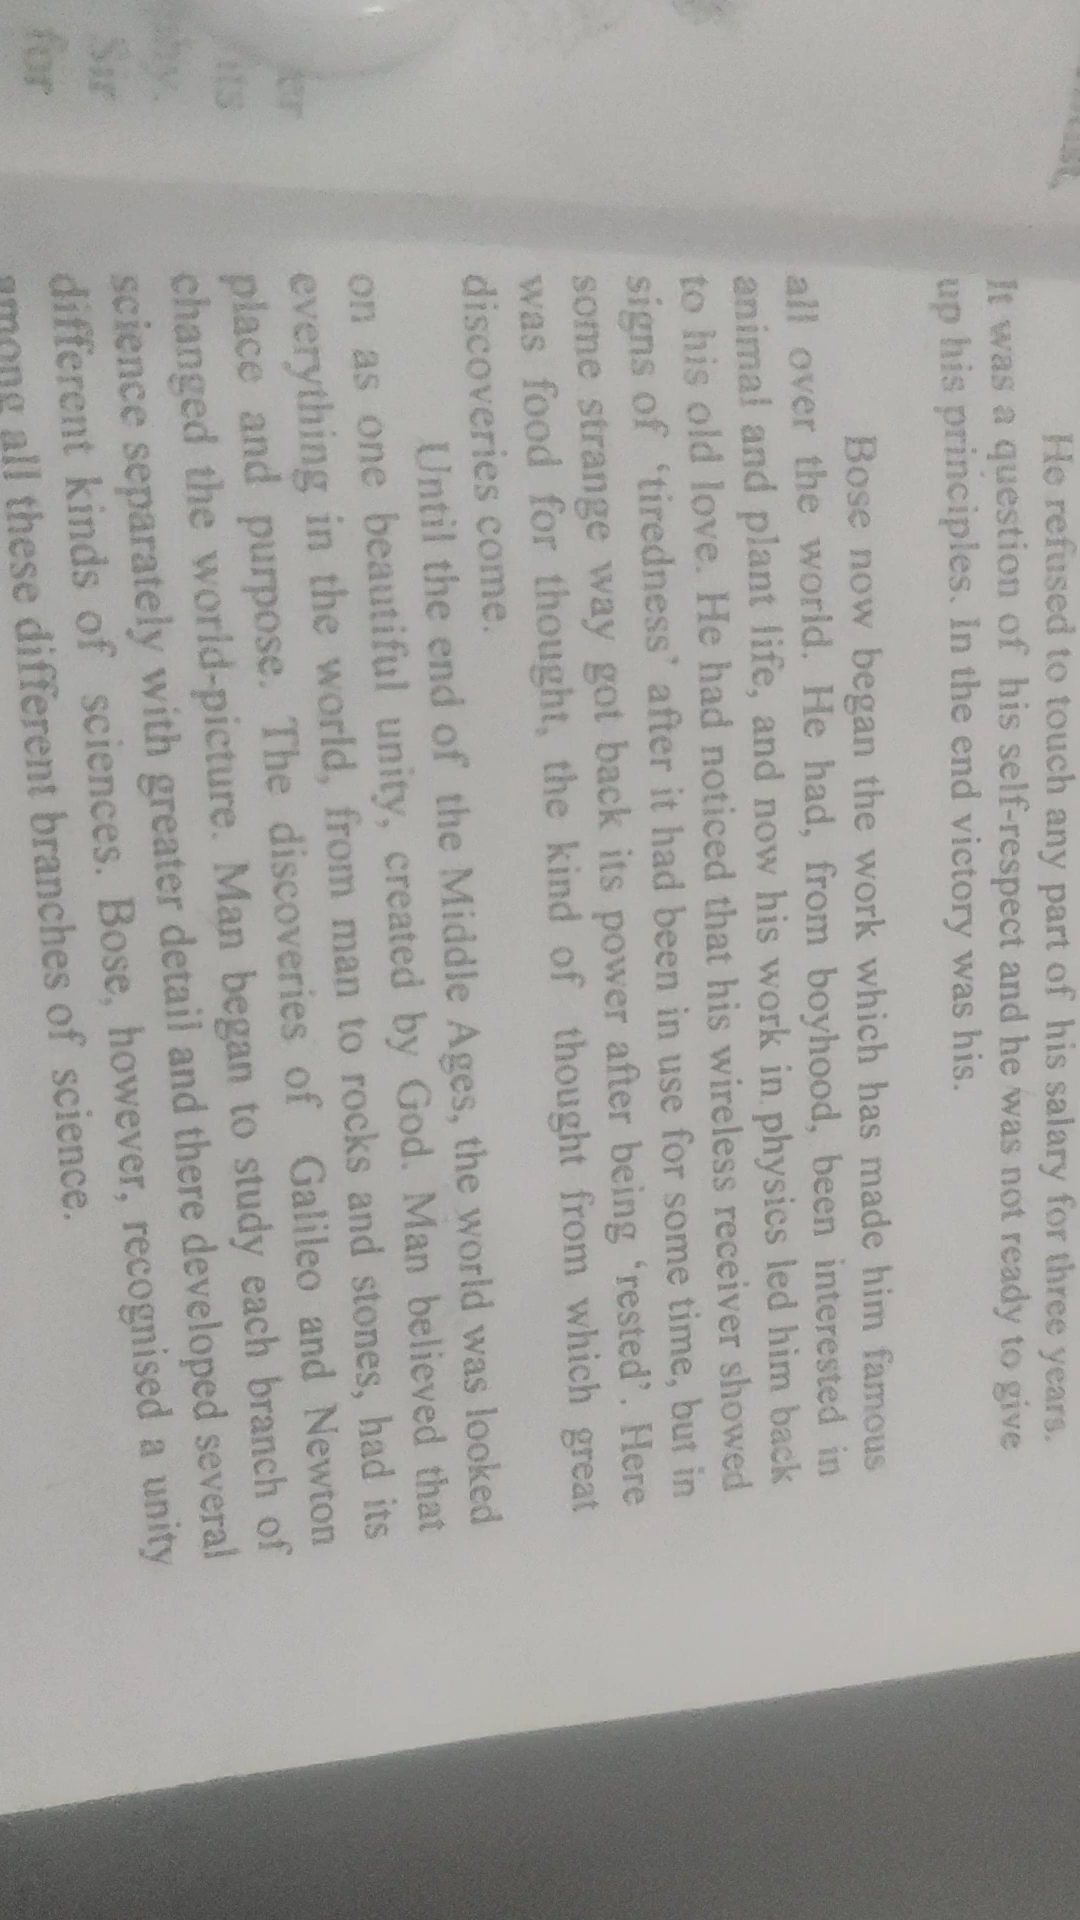 He refused to touch any part of his salary for three years.
It was a question of his self-respect and he was not ready to give
up his principles. In the end victory was his.
Bose now began the work which has made him famous
all over the world. He had, from boyhood, been interested in
animal and plant life, and now his work in physics led him back
to his old love. He had noticed that his wireless receiver showed
signs of ‘tiredness’ after it had been in use for some time, but in
some strange way got back its power after being ‘rested’. Here
was food for thought, the kind of thought from which great
discoveries come.
Until the end of the Middle Ages, the world was looked
on as one beautiful unity, created by God. Man believed that
everything in the world, from man to rocks and stones, had its
place and purpose. The discoveries of Galileo and Newton
changed the world-picture. Man began to study each branch of
science separately with greater detail and there developed several
different kinds of sciences. Bose, however, recognised a unity
among all these different branches of science.
its
Sir
for